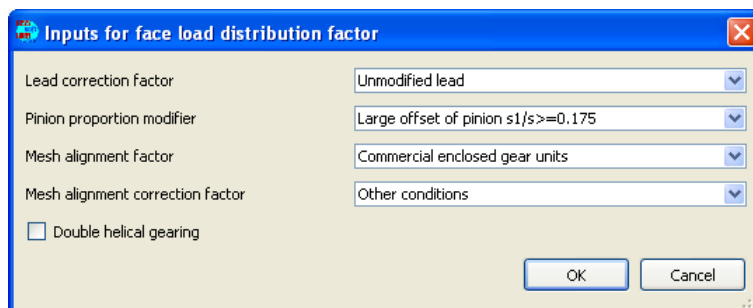 Inputs for face load distribution factor
Lead correction factor Unmodified lead
Pinion proportion modifier Large offset of pinion s1/s>=0.175
Mesh alignment factor Commercial enclosed gear units
Mesh alignment correction factor Other conditions
Double helical gearing
OK Cancel